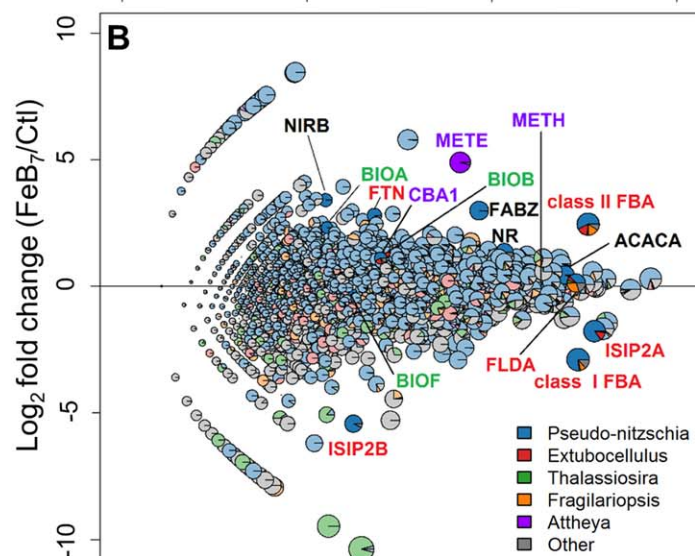 B
10
5
0
-5
-10
Log2 fold change (FeB7/Ctl)
NIRB
METH
METE
BIOA
FTN
CBA1
BIOB
FABZ
class II FBA
NR
ACACA
ISIP2A
FLDA
class I FBA
BIOF
ISIP2B
Pseudo-nitzschia
Extubocellus
Thalassiosira
Fragilariopsis
Attheya
Other